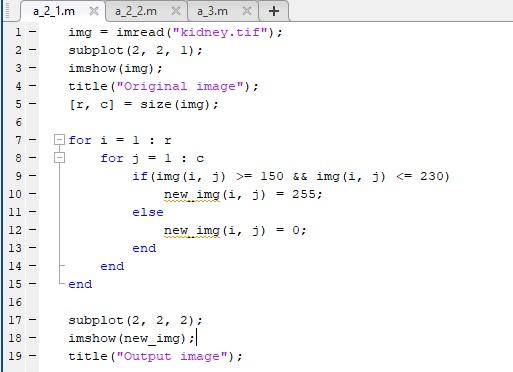 a_2_1.m × a_2_2.m × a_3.m × +
1 - img = imread("kidney.tif");
2 - subplot(2, 2, 1);
3 - imshow(img);
4 - title("Original image");
5 - [r, c] = size(img);
6
7 - for i = 1 : r
8 - for j = 1 : c
9 - if(img(i, j) >= 150 && img(i, j) <= 230)
10 - new_img(i, j) = 255;
11 - else
12 - new_img(i, j) = 0;
13 - end
14 - end
15 - end
16
17 - subplot(2, 2, 2);
18 - imshow(new_img);
19 - title("Output image");